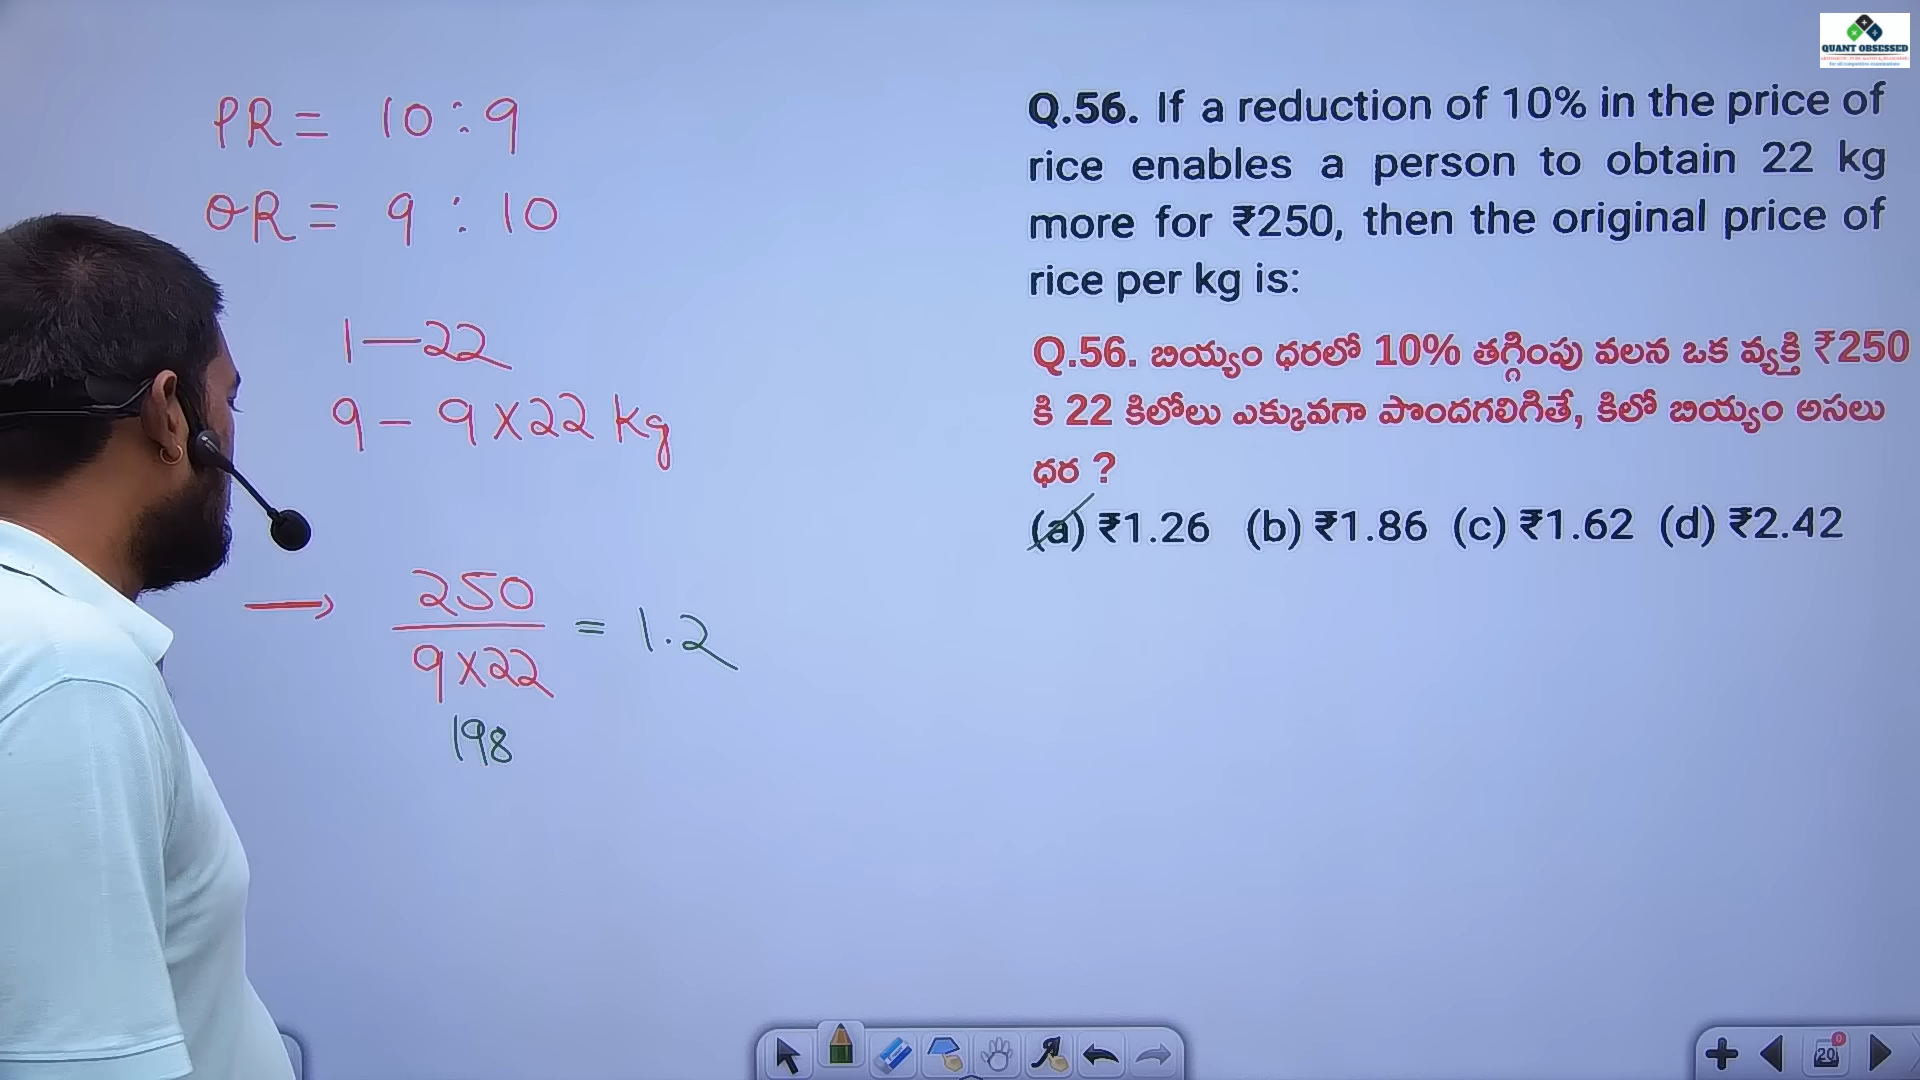 QUANT OBSESSED
PR = 10 : 9
QR = 9 : 10
1 — 22
9 - 9 x 22 kg
→ 250 / 9x22 = 1.2
198
Q.56. If a reduction of 10% in the price of
rice enables a person to obtain 22 kg
more for ₹250, then the original price of
rice per kg is:
Q.56. బియ్యం ధరలో 10% తగ్గింపు వలన ఒక వ్యక్తి ₹250
కి 22 కిలోలు ఎక్కువగా పొందగలిగితే, కిలో బియ్యం అసలు
ధర ?
(a) ₹1.26 (b) ₹1.86 (c) ₹1.62 (d) ₹2.42
20
0